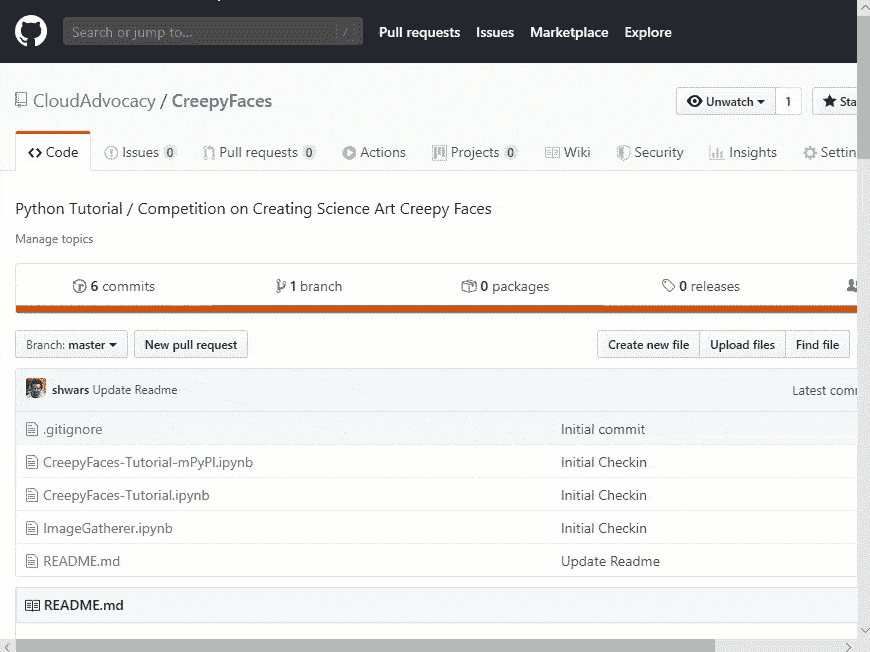 Search or jump to... /
Pull requests Issues Marketplace Explore
CloudAdvocacy / CreepyFaces
Unwatch 1
Code Issues 0 Pull requests 0 Actions Projects 0 Wiki Security Insights
Python Tutorial / Competition on Creating Science Art Creepy Faces
Manage topics
6 commits 1 branch 0 packages 0 releases
Branch: master New pull request Create new file Upload files Find file
shwars Update Readme Latest
.gitignore Initial commit
CreepyFaces-Tutorial-mPyPl.ipynb Initial Checkin
CreepyFaces-Tutorial.ipynb Initial Checkin
ImageGatherer.ipynb Initial Checkin
README.md Update Readme
README.md